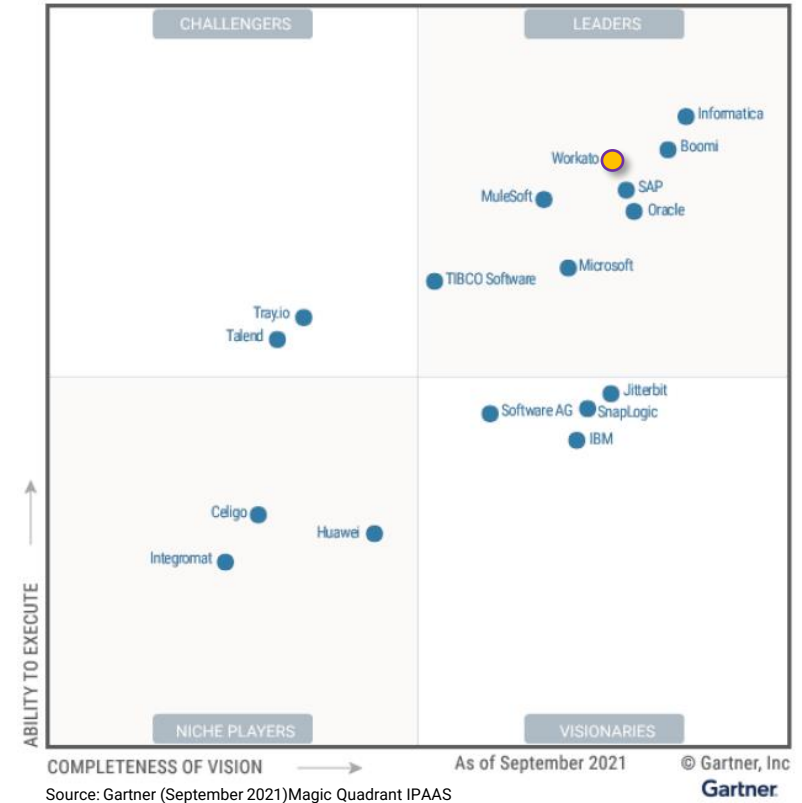 CHALLENGERS
LEADERS
Informatica
Boomi
Workato
SAP
MuleSoft
Oracle
Microsoft
TIBCO Software
Tray.io
Talend
Jitterbit
Software AG
SnapLogic
IBM
Celigo
Huawei
Integromat
ABILITY TO EXECUTE
NICHE PLAYERS
VISIONARIES
COMPLETENESS OF VISION
As of September 2021
© Gartner, Inc
Source: Gartner (September 2021)Magic Quadrant IPAAS
Gartner